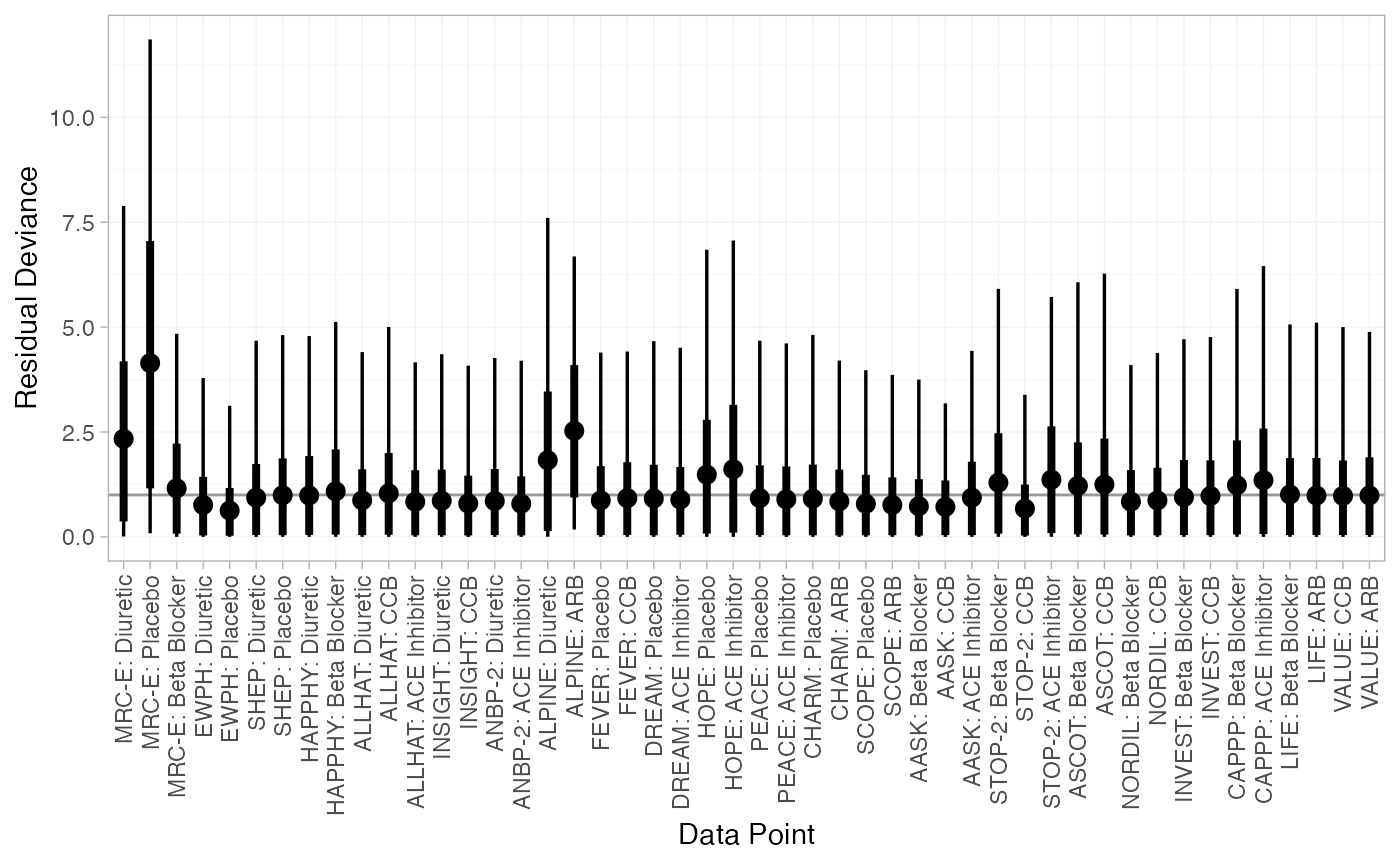 Residual Deviance
10.0
7.5
5.0
2.5
0.0
MRC-E: Diuretic
MRC-E: Placebo
MRC-E: Beta Blocker
EWPH: Diuretic
EWPH: Placebo
SHEP: Diuretic
SHEP: Placebo
HAPPHY: Diuretic
HAPPHY: Beta Blocker
ALLHAT: Diuretic
ALLHAT: CCB
ALLHAT: ACE Inhibitor
INSIGHT: Diuretic
INSIGHT: CCB
ANBP-2: Diuretic
ANBP-2: ACE Inhibitor
ALPINE: Diuretic
ALPINE: ARB
FEVER: Placebo
FEVER: CCB
DREAM: Placebo
DREAM: ACE Inhibitor
HOPE: Placebo
HOPE: ACE Inhibitor
PEACE: Placebo
PEACE: ACE Inhibitor
CHARM: Placebo
CHARM: ARB
SCOPE: Placebo
SCOPE: ARB
AASK: Beta Blocker
AASK: CCB
AASK: ACE Inhibitor
STOP-2: Beta Blocker
STOP-2: CCB
STOP-2: ACE Inhibitor
ASCOT: Beta Blocker
ASCOT: CCB
NORDIL: Beta Blocker
NORDIL: CCB
INVEST: Beta Blocker
INVEST: CCB
CAPPP: Beta Blocker
CAPPP: ACE Inhibitor
LIFE: Beta Blocker
LIFE: ARB
VALUE: CCB
VALUE: ARB
Data Point